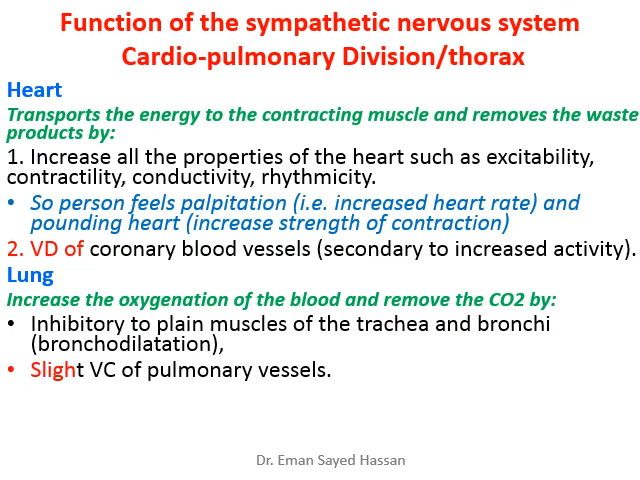 Function of the sympathetic nervous system
Cardio-pulmonary Division/thorax
Heart
Transports the energy to the contracting muscle and removes the waste
products by:
1. Increase all the properties of the heart such as excitability,
contractility, conductivity, rhythmicity.
• So person feels palpitation (i.e. increased heart rate) and
pounding heart (increase strength of contraction)
2. VD of coronary blood vessels (secondary to increased activity).
Lung
Increase the oxygenation of the blood and remove the CO2 by:
• Inhibitory to plain muscles of the trachea and bronchi
(bronchodilatation),
• Slight VC of pulmonary vessels.
Dr. Eman Sayed Hassan